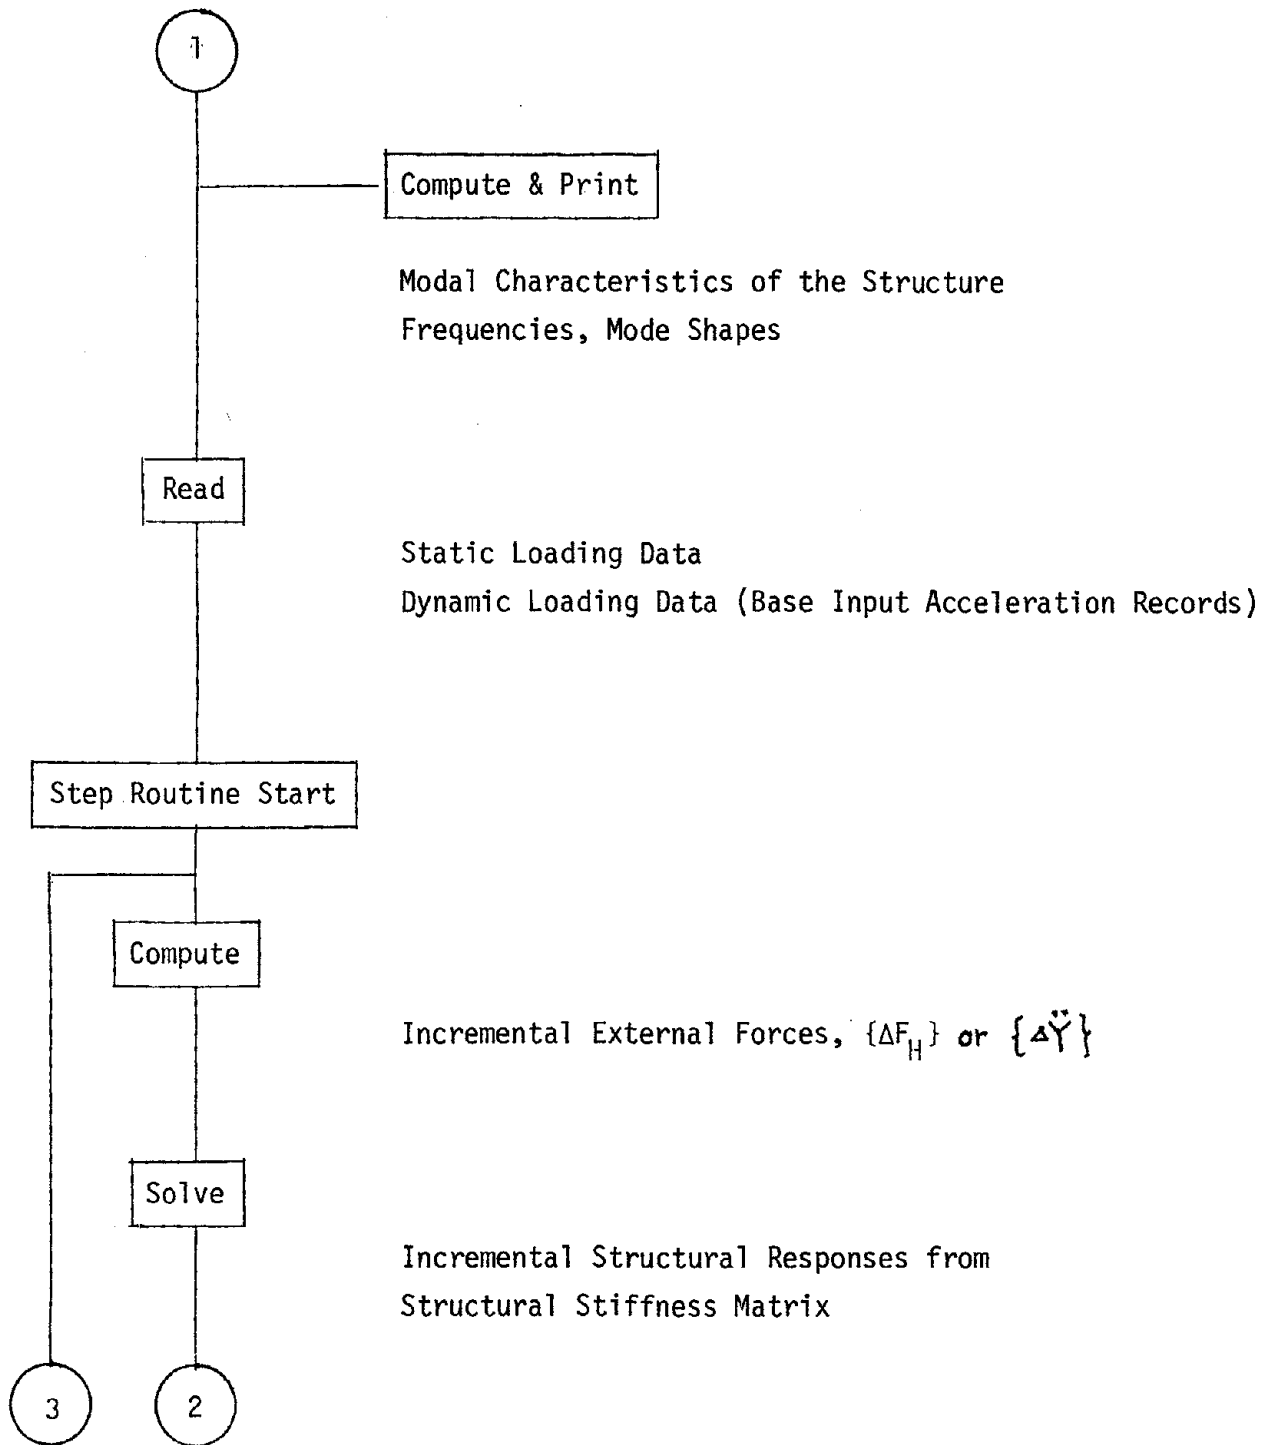 1
Compute & Print
Modal Characteristics of the Structure
Frequencies, Mode Shapes
Read
Static Loading Data
Dynamic Loading Data (Base Input Acceleration Records)
Step Routine Start
Compute
Incremental External Forces, {ΔF_H} or {ΔŸ}
Solve
Incremental Structural Responses from
Structural Stiffness Matrix
3 2